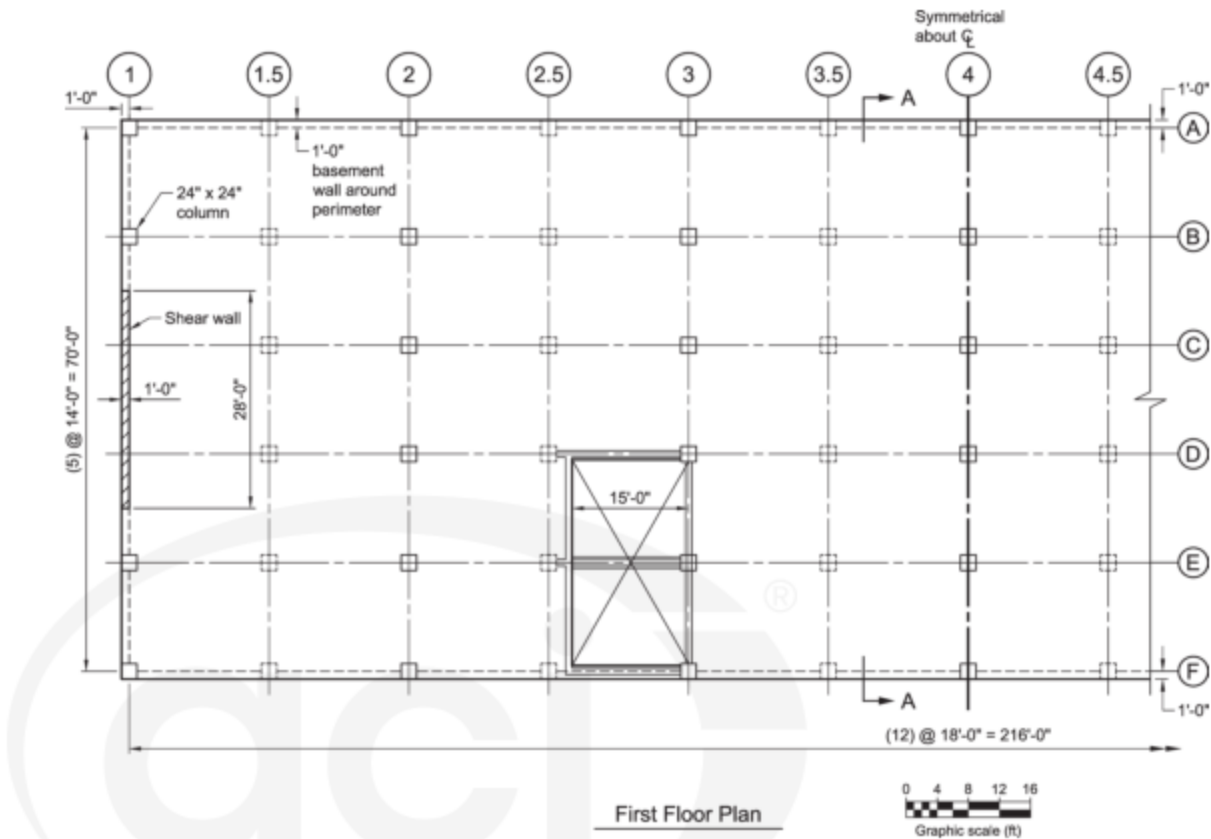 Symmetrical
about ℄
1
1.5
2
2.5
3
3.5
4
4.5
1'-0"
A
1'-0"
A
1'-0"
basement
wall around
perimeter
24" x 24"
column
B
Shear wall
C
(5) @ 14'-0" = 70'-0"
1'-0"
28'-0"
D
15'-0"
E
®
aci
F
A
1'-0"
(12) @ 18'-0" = 216'-0"
First Floor Plan
0 4 8 12 16
Graphic scale (ft)